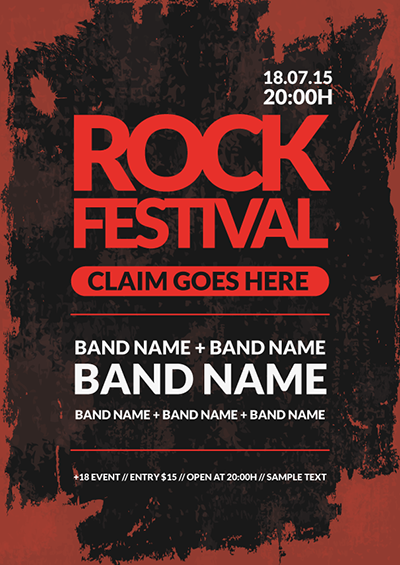 18.07.15
20:00H
ROCK
FESTIVAL
CLAIM GOES HERE
BAND NAME + BAND NAME
BAND NAME
BAND NAME + BAND NAME + BAND NAME
+18 EVENT // ENTRY $15 // OPEN AT 20:00H // SAMPLE TEXT